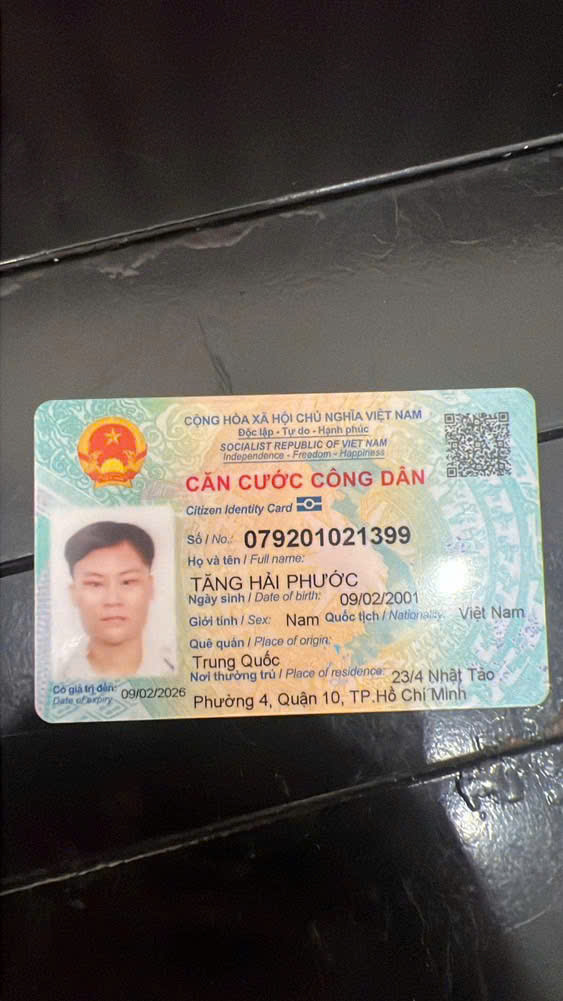 CỘNG HÒA XÃ HỘI CHỦ NGHĨA VIỆT NAM
Độc lập - Tự do - Hạnh phúc
SOCIALIST REPUBLIC OF VIET NAM
Independence - Freedom - Happiness
CĂN CƯỚC CÔNG DÂN
Citizen Identity Card
Số / No.: 079201021399
Họ và tên / Full name:
TĂNG HẢI PHƯỚC
Ngày sinh / Date of birth: 09/02/2001
Giới tính / Sex: Nam Quốc tịch / Nationality: Việt Nam
Quê quán / Place of origin:
Trung Quốc
Nơi thường trú / Place of residence: 23/4 Nhật Tảo
Phường 4, Quận 10, TP.Hồ Chí Minh
Có giá trị đến: 09/02/2026
Date of expiry